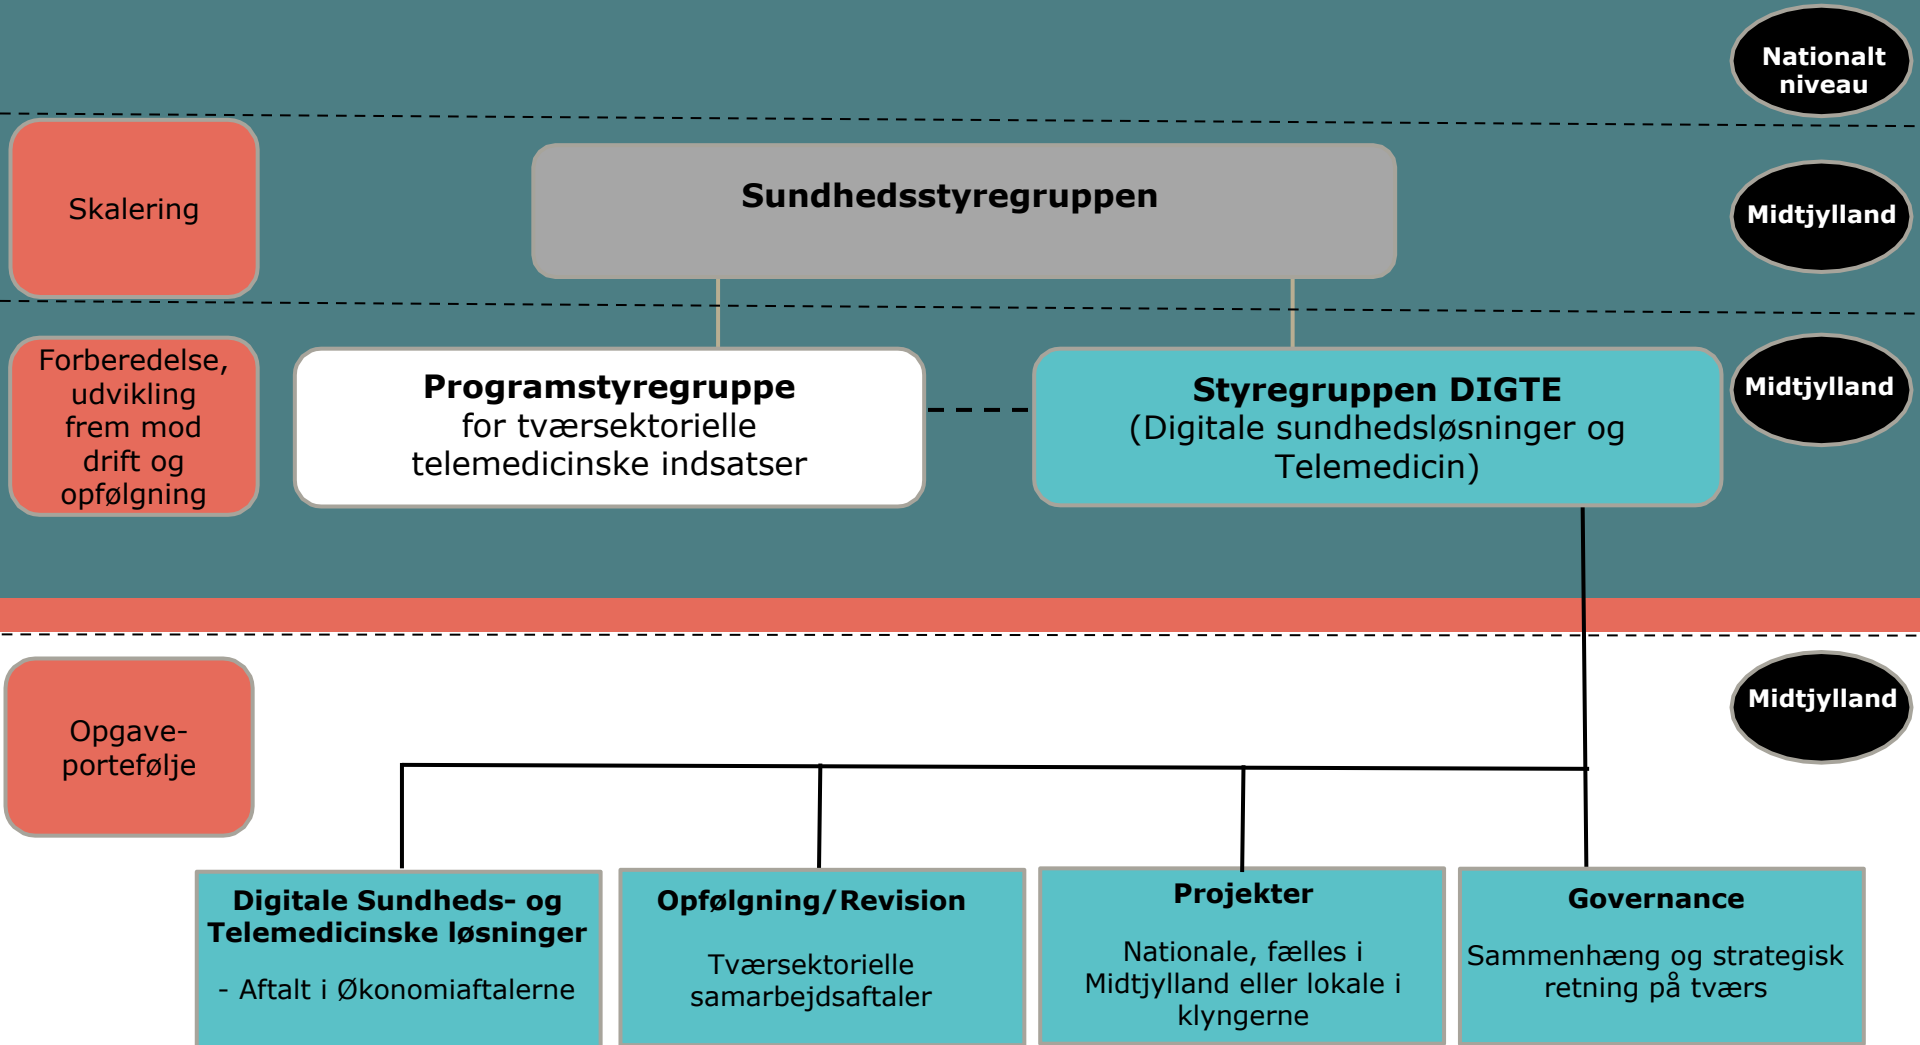 Nationalt
niveau
Skalering
Sundhedsstyregruppen
Midtjylland
Forberedelse,
udvikling
frem mod
drift og
opfølgning
Programstyregruppe
for tværsektorielle
telemedicinske indsatser
Styregruppen DIGTE
(Digitale sundhedsløsninger og
Telemedicin)
Midtjylland
Opgave-
portefølje
Midtjylland
Digitale Sundheds- og
Telemedicinske løsninger
- Aftalt i Økonomiaftalerne
Opfølgning/Revision
Tværsektorielle
samarbejdsaftaler
Projekter
Nationale, fælles i
Midtjylland eller lokale i
klyngerne
Governance
Sammenhæng og strategisk
retning på tværs